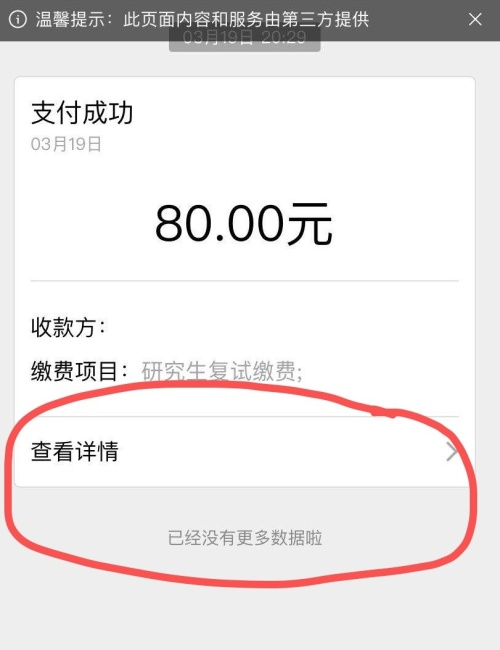 温馨提示：此页面内容和服务由第三方提供
03月19日 20:29
支付成功
03月19日
80.00元
收款方：
缴费项目：研究生复试缴费;
查看详情
已经没有更多数据啦